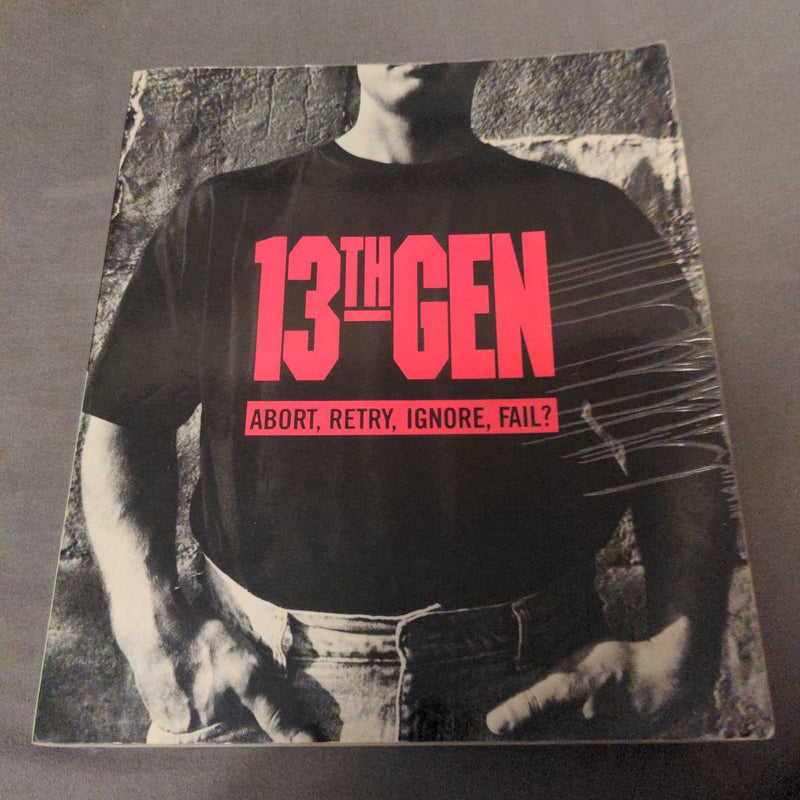 13THGEN
ABORT, RETRY, IGNORE, FAIL?